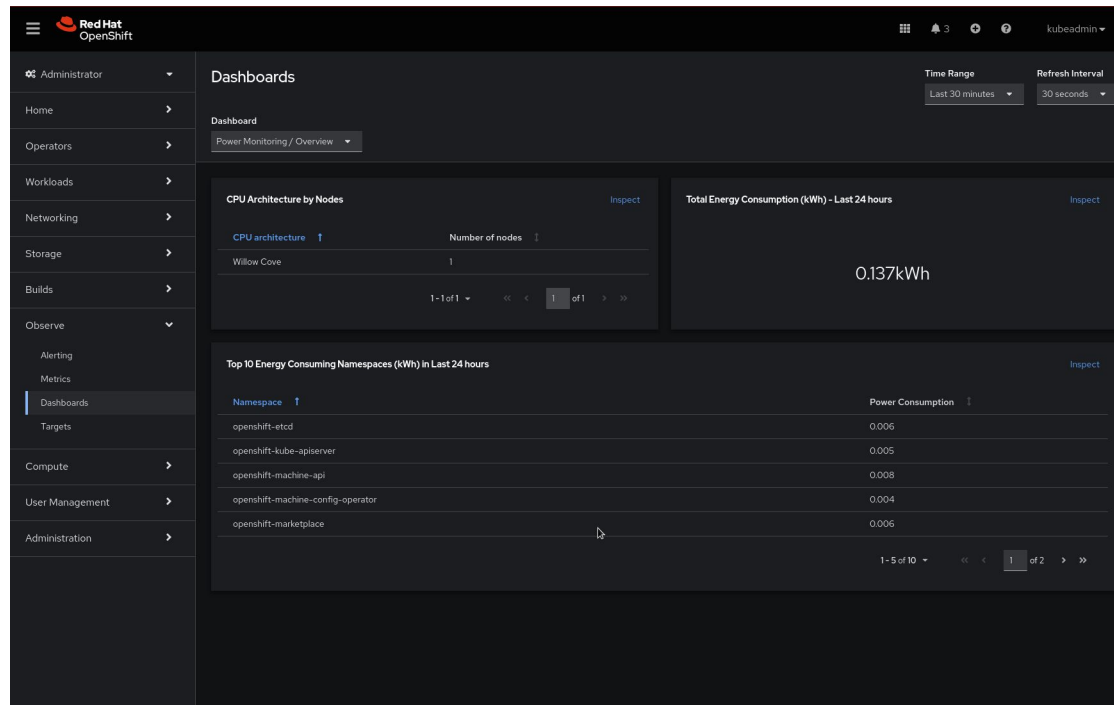 Red Hat
OpenShift
3
kubeadmin
Administrator
Home
Operators
Workloads
Networking
Storage
Builds
Observe
Alerting
Metrics
Dashboards
Targets
Compute
User Management
Administration
Dashboards
Time Range
Last 30 minutes
Refresh Interval
30 seconds
Dashboard
Power Monitoring / Overview
CPU Architecture by Nodes
Inspect
CPU architecture
Number of nodes
Willow Cove
1
1 - 1 of 1
1
of 1
Total Energy Consumption (kWh) - Last 24 hours
Inspect
0.137kWh
Top 10 Energy Consuming Namespaces (kWh) in Last 24 hours
Inspect
Namespace
Power Consumption
openshift-etcd
0.006
openshift-kube-apiserver
0.005
openshift-machine-api
0.008
openshift-machine-config-operator
0.004
openshift-marketplace
0.006
1 - 5 of 10
1
of 2